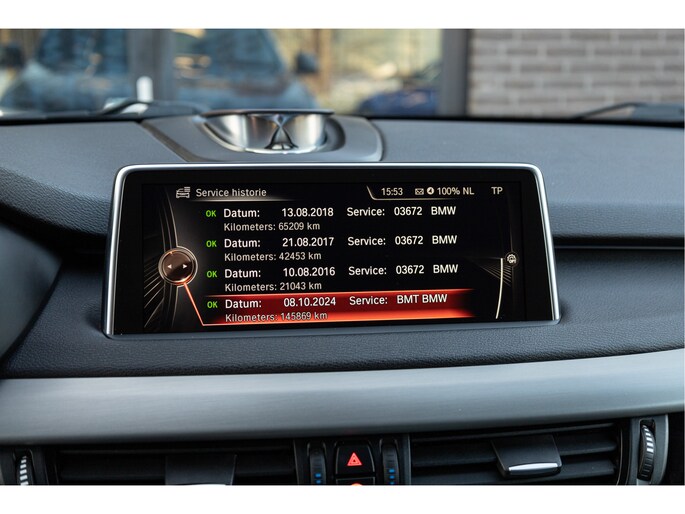 Service historie 15:53 100% NL TP
OK Datum: 13.08.2018 Service: 03672 BMW
Kilometers: 65209 km
OK Datum: 21.08.2017 Service: 03672 BMW
Kilometers: 42453 km
OK Datum: 10.08.2016 Service: 03672 BMW
Kilometers: 21043 km
OK Datum: 08.10.2024 Service: BMT BMW
Kilometers: 145869 km